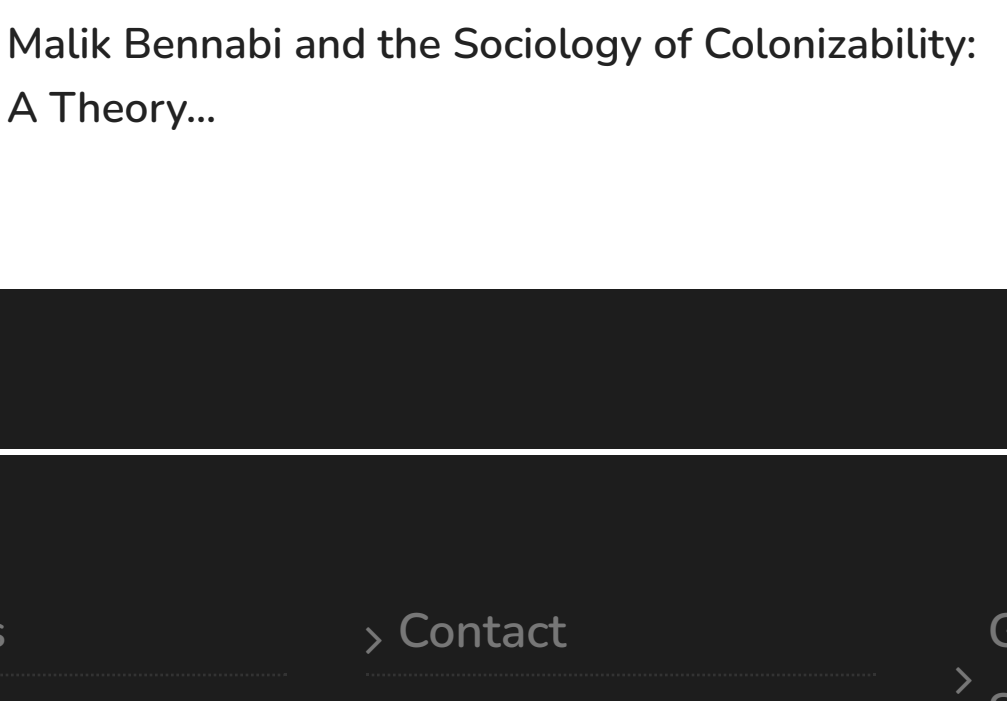 Malik Bennabi and the Sociology of Colonizability:
A Theory...
Contact